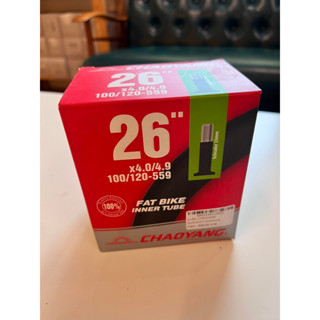 26"
x4.0/4.9
100/120-559
26"
x4.0/4.9
100/120-559
FAT BIKE
INNER TUBE
100%
CHAOYANG